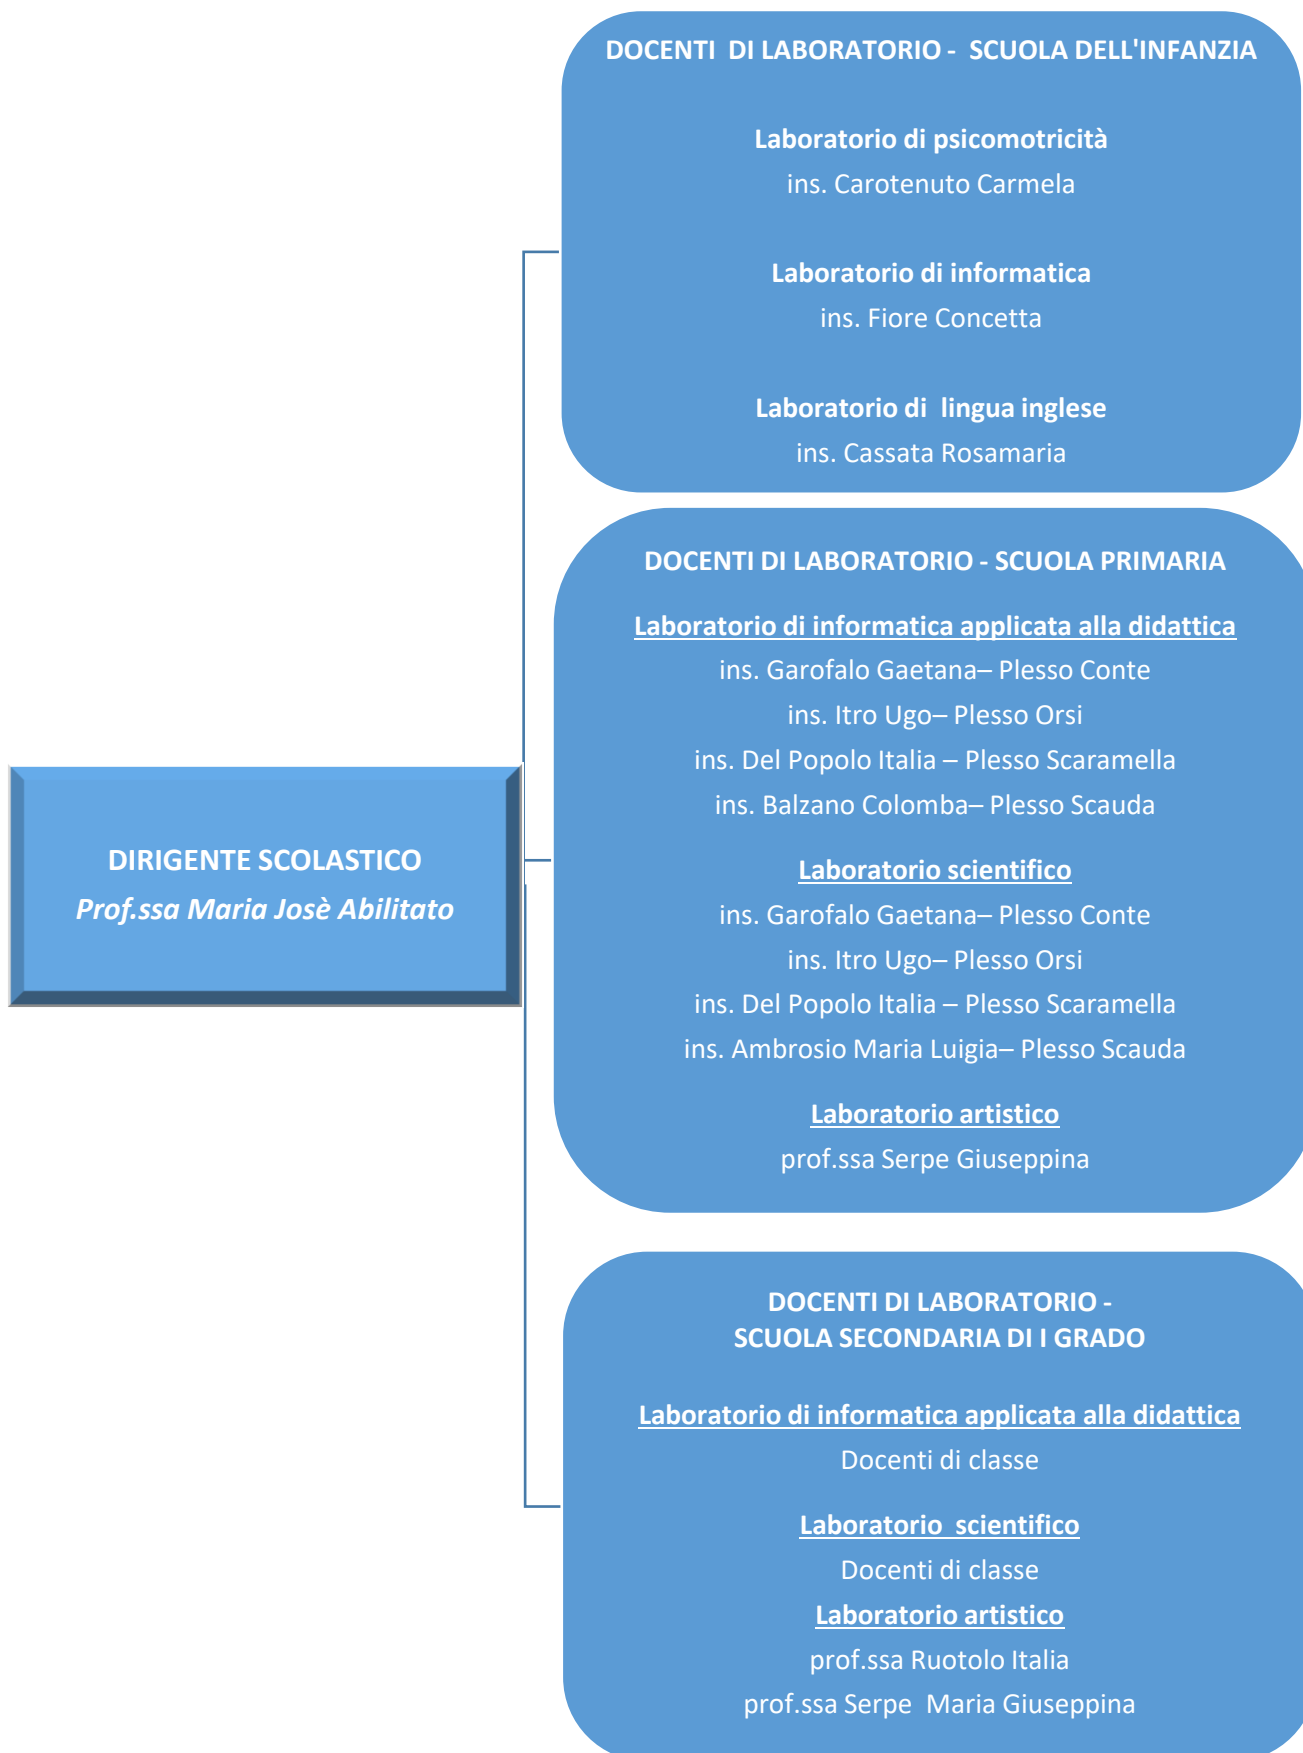 DOCENTI DI LABORATORIO - SCUOLA DELL'INFANZIA
Laboratorio di psicomotricità
ins. Carotenuto Carmela
Laboratorio di informatica
ins. Fiore Concetta
Laboratorio di lingua inglese
ins. Cassata Rosamaria
DOCENTI DI LABORATORIO - SCUOLA PRIMARIA
Laboratorio di informatica applicata alla didattica
ins. Garofalo Gaetana– Plesso Conte
ins. Itro Ugo– Plesso Orsi
ins. Del Popolo Italia – Plesso Scaramella
ins. Balzano Colomba– Plesso Scauda
Laboratorio scientifico
ins. Garofalo Gaetana– Plesso Conte
ins. Itro Ugo– Plesso Orsi
ins. Del Popolo Italia – Plesso Scaramella
ins. Ambrosio Maria Luigia– Plesso Scauda
Laboratorio artistico
prof.ssa Serpe Giuseppina
DIRIGENTE SCOLASTICO
Prof.ssa Maria Josè Abilitato
DOCENTI DI LABORATORIO -
SCUOLA SECONDARIA DI I GRADO
Laboratorio di informatica applicata alla didattica
Docenti di classe
Laboratorio scientifico
Docenti di classe
Laboratorio artistico
prof.ssa Ruotolo Italia
prof.ssa Serpe Maria Giuseppina